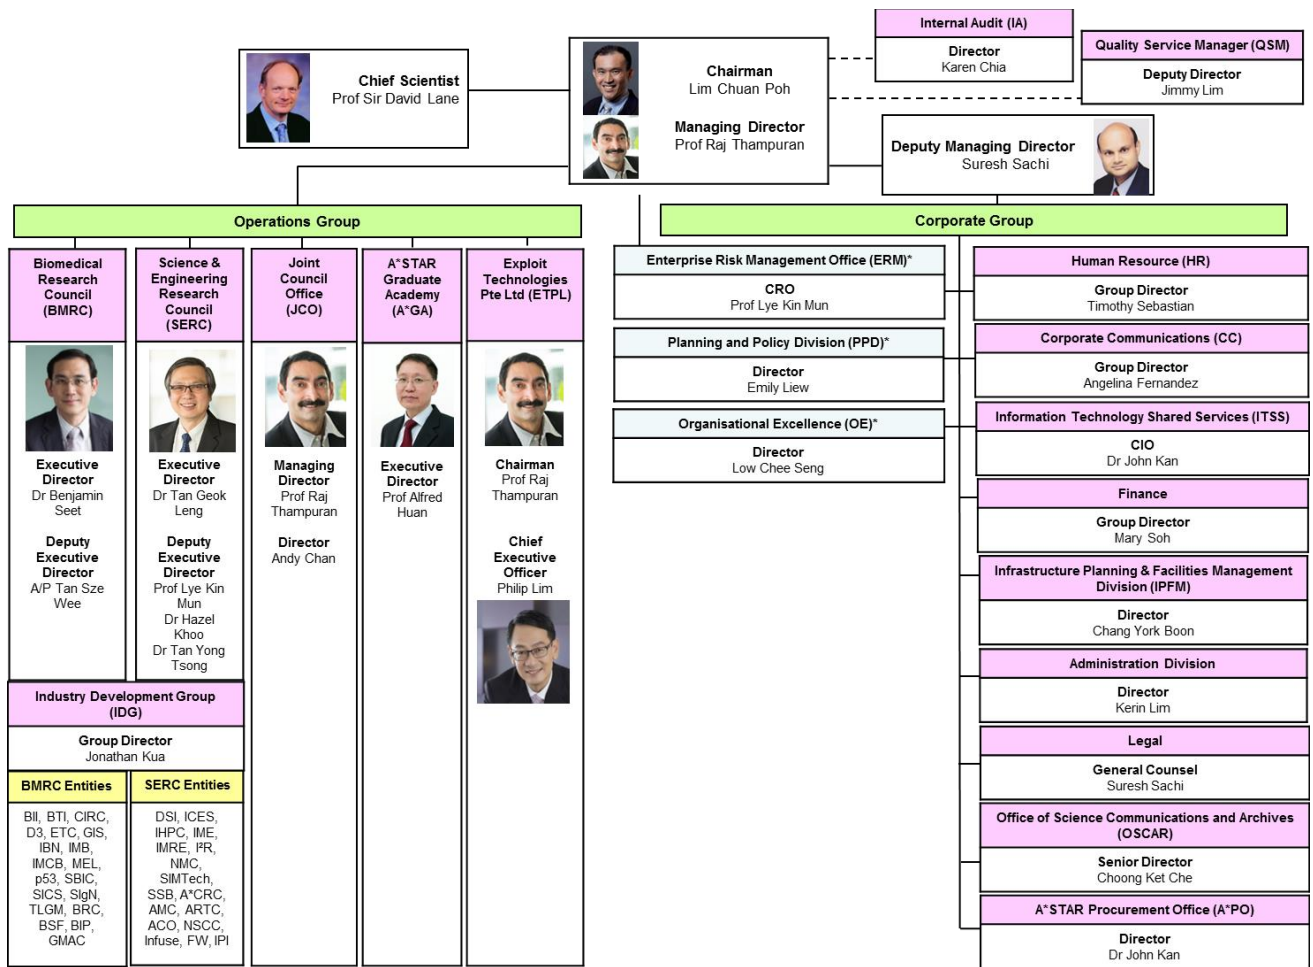 Internal Audit (IA)
Director
Karen Chia
Quality Service Manager (QSM)
Deputy Director
Jimmy Lim
Chief Scientist
Prof Sir David Lane
Chairman
Lim Chuan Poh
Managing Director
Prof Raj Thampuran
Deputy Managing Director
Suresh Sachi
Operations Group
Biomedical
Research
Council
(BMRC)
Executive
Director
Dr Benjamin
Seet
Deputy
Executive
Director
A/P Tan Sze
Wee
Science &
Engineering
Research
Council
(SERC)
Executive
Director
Dr Tan Geok
Leng
Deputy
Executive
Director
Prof Lye Kin
Mun
Dr Hazel
Khoo
Dr Tan Yong
Tsong
Joint
Council
Office
(JCO)
Managing
Director
Prof Raj
Thampuran
Director
Andy Chan
A*STAR
Graduate
Academy
(A*GA)
Executive
Director
Prof Alfred
Huan
Exploit
Technologies
Pte Ltd (ETPL)
Chairman
Prof Raj
Thampuran
Chief
Executive
Officer
Philip Lim
Industry Development Group
(IDG)
Group Director
Jonathan Kua
BMRC Entities
BII, BTI, CIRC,
D3, ETC, GIS,
IBN, IMB,
IMCB, MEL,
p53, SBIC,
SICS, SIgN,
TLGM, BRC,
BSF, BIP,
GMAC
SERC Entities
DSI, ICES,
IHPC, IME,
IMRE, I²R,
NMC,
SIMTech,
SSB, A*CRC,
AMC, ARTC,
ACO, NSCC,
Infuse, FW, IPI
Corporate Group
Enterprise Risk Management Office (ERM)*
CRO
Prof Lye Kin Mun
Planning and Policy Division (PPD)*
Director
Emily Liew
Organisational Excellence (OE)*
Director
Low Chee Seng
Human Resource (HR)
Group Director
Timothy Sebastian
Corporate Communications (CC)
Group Director
Angelina Fernandez
Information Technology Shared Services (ITSS)
CIO
Dr John Kan
Finance
Group Director
Mary Soh
Infrastructure Planning & Facilities Management
Division (IPFM)
Director
Chang York Boon
Administration Division
Director
Kerin Lim
Legal
General Counsel
Suresh Sachi
Office of Science Communications and Archives
(OSCAR)
Senior Director
Choong Ket Che
A*STAR Procurement Office (A*PO)
Director
Dr John Kan